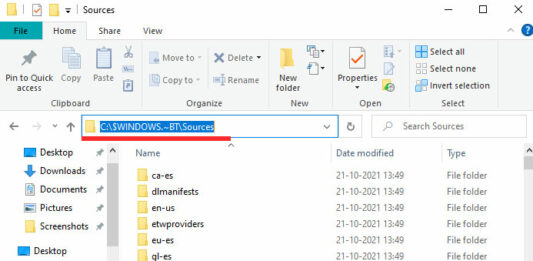 Sources
File Home Share View
Pin to Quick access
Copy
Paste
Clipboard
Move to
Copy to
Delete
Rename
Organize
New folder
New
Properties
Open
Select all
Select none
Invert selection
Select
C:\$WINDOWS.~BT\Sources
Search Sources
Desktop
Downloads
Documents
Pictures
Screenshots
Desktop
Name Date modified Type
ca-es 21-10-2021 13:49 File folder
dlmanifests 21-10-2021 13:49 File folder
en-us 21-10-2021 13:49 File folder
etwproviders 21-10-2021 13:49 File folder
eu-es 21-10-2021 13:49 File folder
gl-es 21-10-2021 13:49 File folder